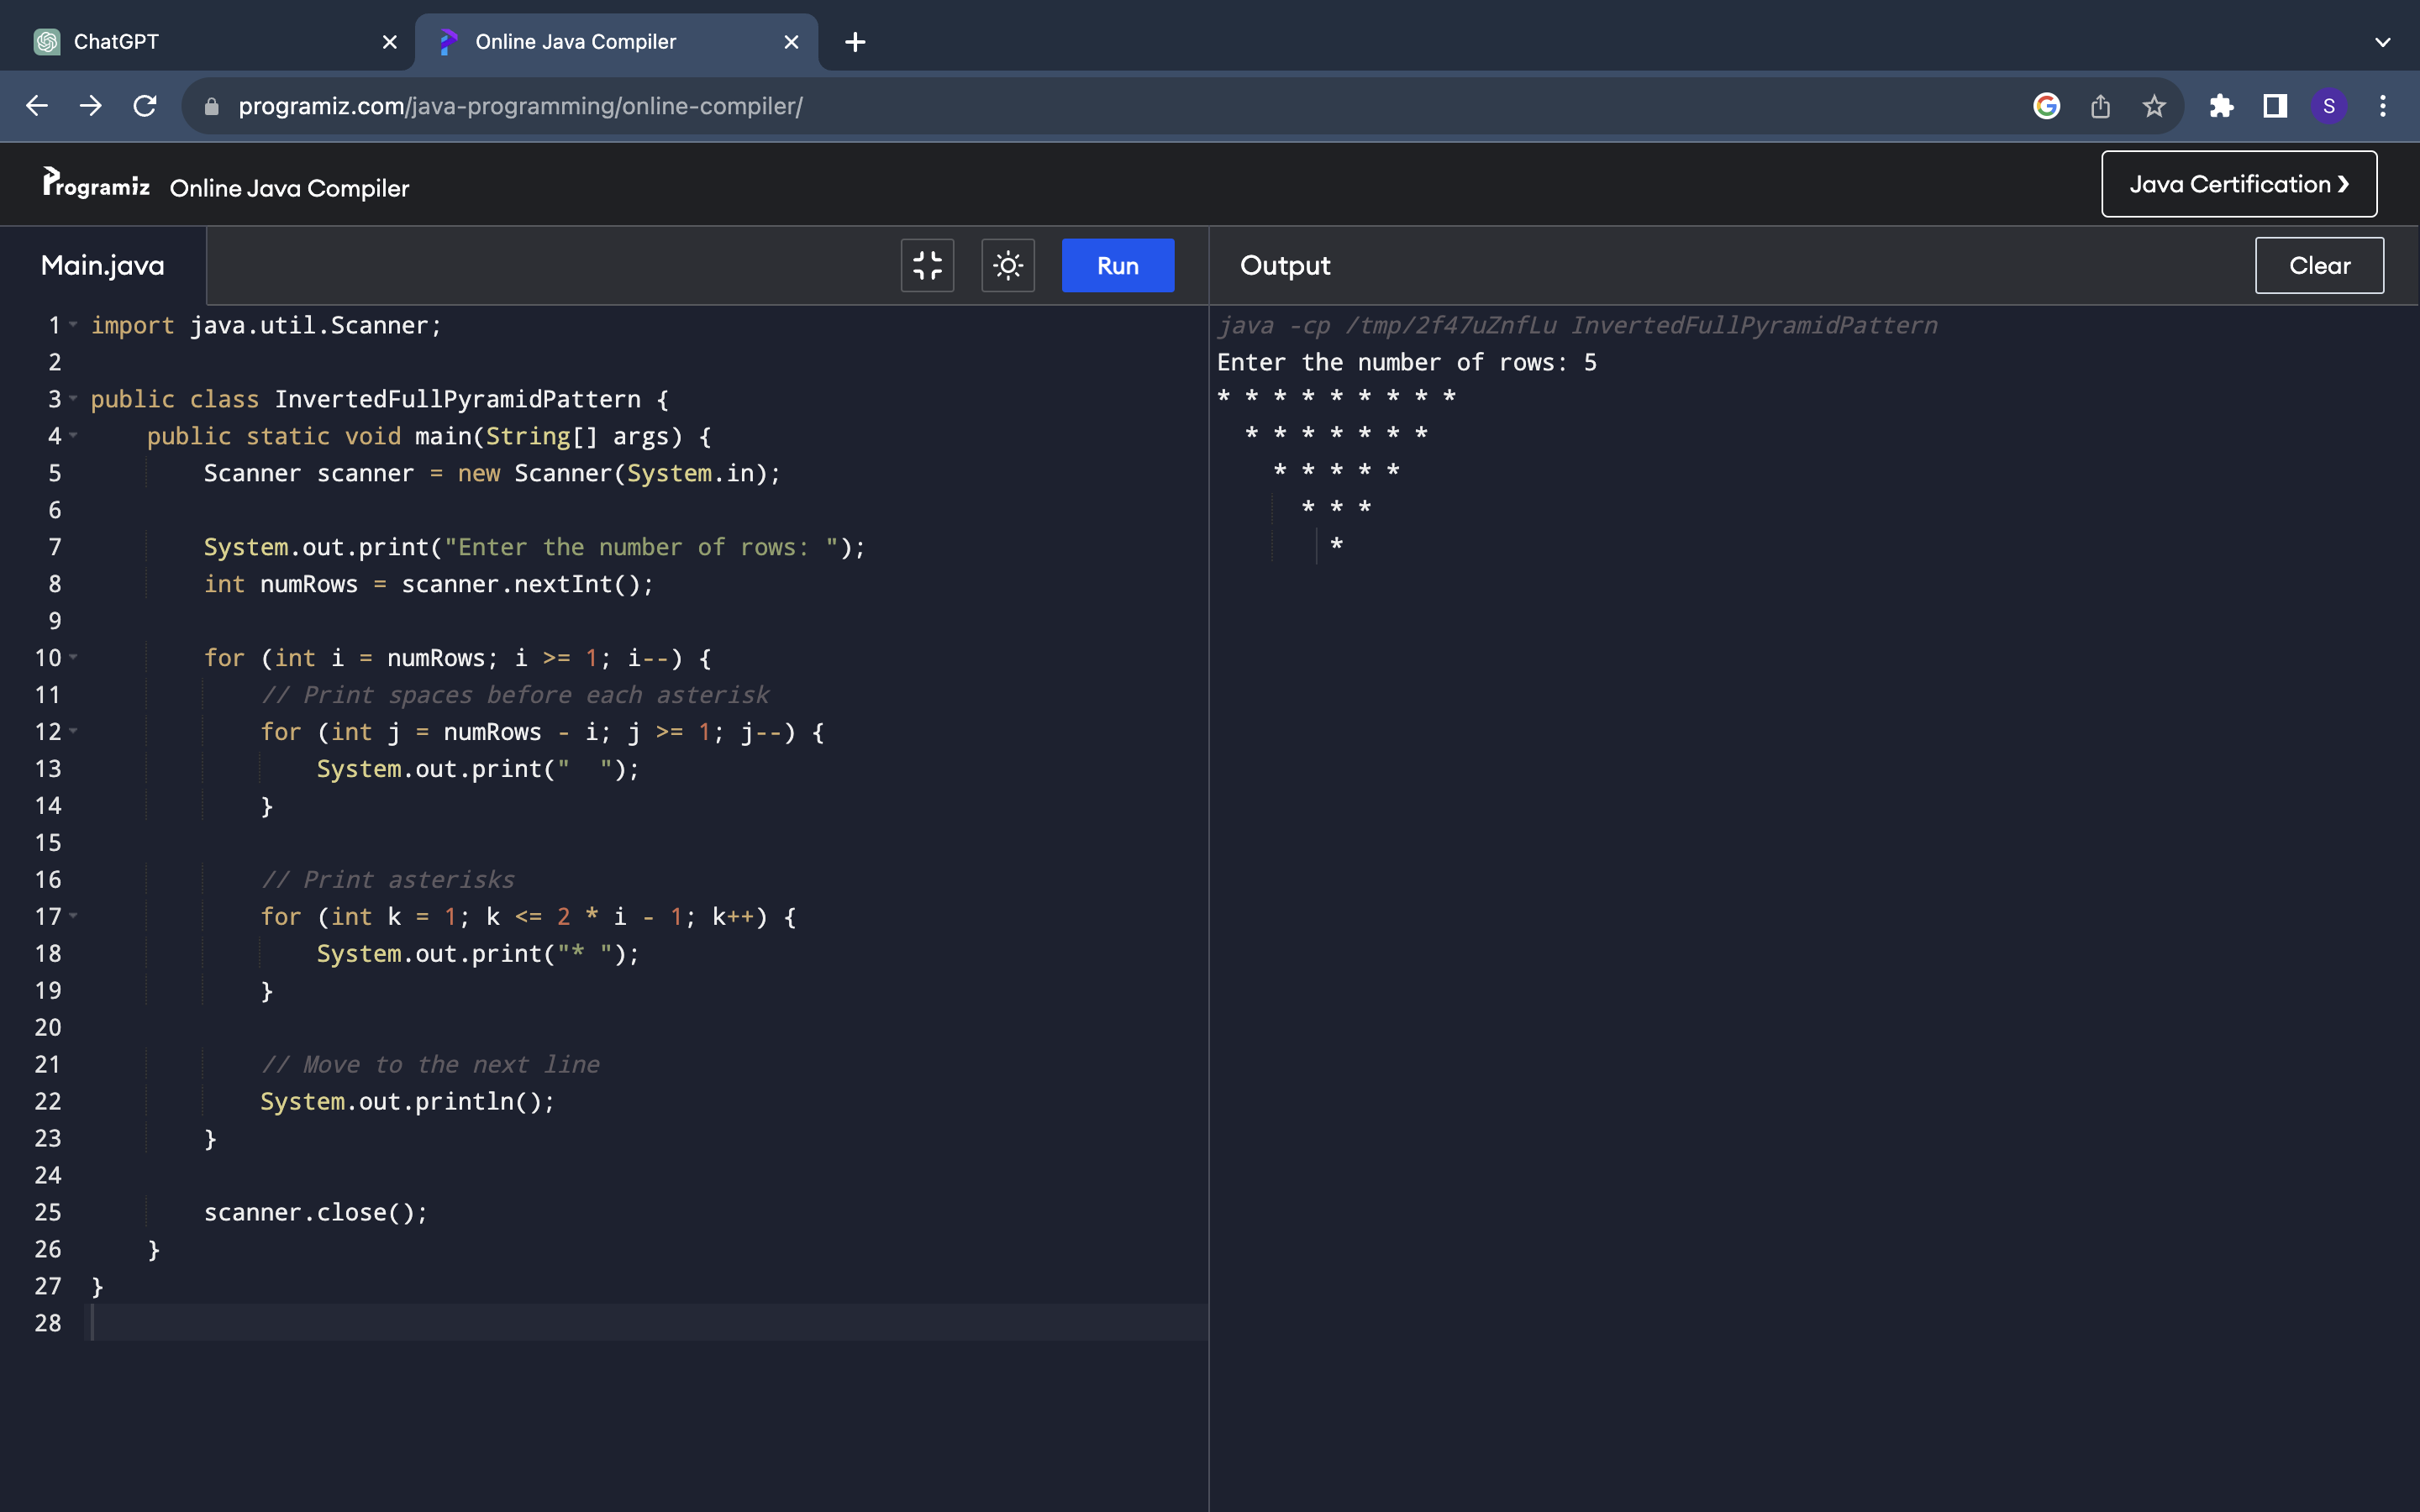 ChatGPT
Online Java Compiler
programiz.com/java-programming/online-compiler/
S
Programiz Online Java Compiler
Java Certification ❯
Main.java
Run
1 import java.util.Scanner;
2
3 public class InvertedFullPyramidPattern {
4     public static void main(String[] args) {
5         Scanner scanner = new Scanner(System.in);
6
7         System.out.print("Enter the number of rows: ");
8         int numRows = scanner.nextInt();
9
10         for (int i = numRows; i >= 1; i--) {
11             // Print spaces before each asterisk
12             for (int j = numRows - i; j >= 1; j--) {
13                 System.out.print("  ");
14             }
15
16             // Print asterisks
17             for (int k = 1; k <= 2 * i - 1; k++) {
18                 System.out.print("* ");
19             }
20
21             // Move to the next line
22             System.out.println();
23         }
24
25         scanner.close();
26     }
27 }
28
Output
Clear
java -cp /tmp/2f47uZnfLu InvertedFullPyramidPattern
Enter the number of rows: 5
* * * * * * * * *
  * * * * * * *
    * * * * *
      * * *
        *